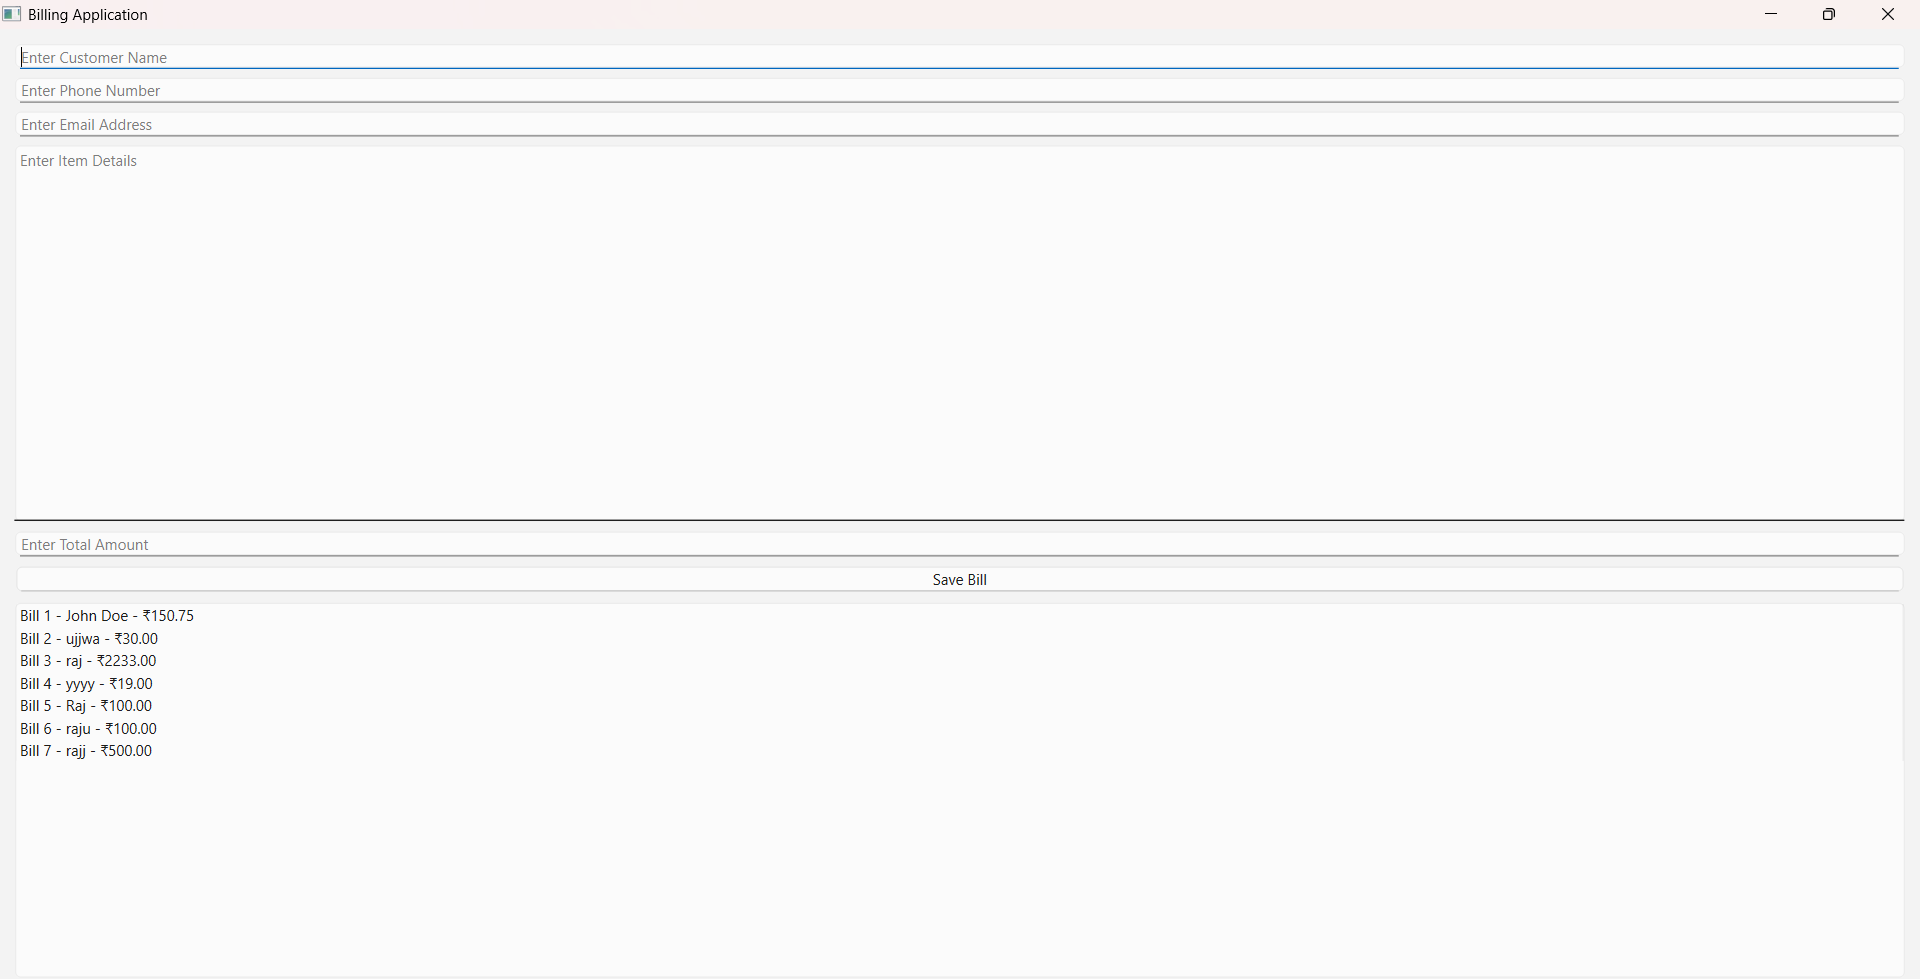 Billing Application
Enter Customer Name
Enter Phone Number
Enter Email Address
Enter Item Details
Enter Total Amount
Save Bill
Bill 1 - John Doe - ₹150.75
Bill 2 - ujjwa - ₹30.00
Bill 3 - raj - ₹2233.00
Bill 4 - yyyy - ₹19.00
Bill 5 - Raj - ₹100.00
Bill 6 - raju - ₹100.00
Bill 7 - rajj - ₹500.00